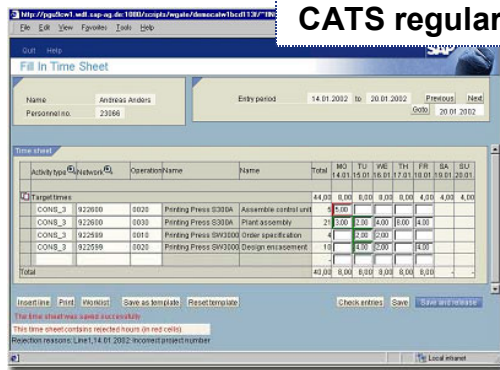 CATS regular
http://pgu9cw1.wdf.sap-ag.de:1080/scripts/wgate/democatw1bcd113!/~flN
File Edit View Favorites Tools Help
SAP
Quit Help
Fill In Time Sheet
Name Andreas Anders
Personnel no. 23066
Entry period 14.01.2002 to 20.01.2002 Previous Next
Goto 20.01.2002
Time sheet
Activity type Network Operation Name Name Total MO TU WE TH FR SA SU
14.01. 15.01. 16.01. 17.01. 18.01. 19.01. 20.01.
Target times 44,00 8,00 8,00 8,00 8,00 4,00 4,00 4,00
CONS_3 922600 0020 Printing Press S300A Assemble control unit 5 5.00
CONS_3 922600 0030 Printing Press S300A Plant assembly 21 3.00 2.00 4.00 8.00 4.00
CONS_3 922599 0010 Printing Press SW3000 Order specification 4 2.00 2.00
CONS_3 922599 0020 Printing Press SW3000 Design encasement 10 4.00 2.00 4.00
-
Total 40,00 8,00 8,00 8,00 8,00 8,00 - -
Insert line Print Worklist Save as template Reset template Check entries Save Save and release
The time sheet was saved successfully
This time sheet contains rejected hours (in red cells)
Rejection reasons: Line1,14.01.2002: Incorrect project number
Local intranet